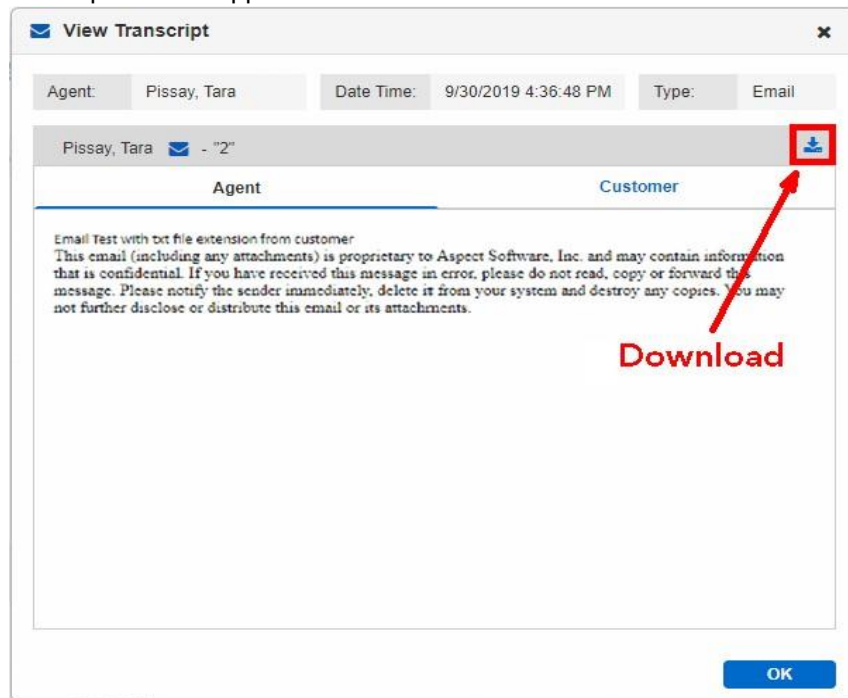 View Transcript
Agent: Pissay, Tara Date Time: 9/30/2019 4:36:48 PM Type: Email
Pissay, Tara - "2"
Agent Customer
Email Test with txt file extension from customer
This email (including any attachments) is proprietary to Aspect Software, Inc. and may contain information
that is confidential. If you have received this message in error, please do not read, copy or forward this
message. Please notify the sender immediately, delete it from your system and destroy any copies. You may
not further disclose or distribute this email or its attachments.
Download
OK